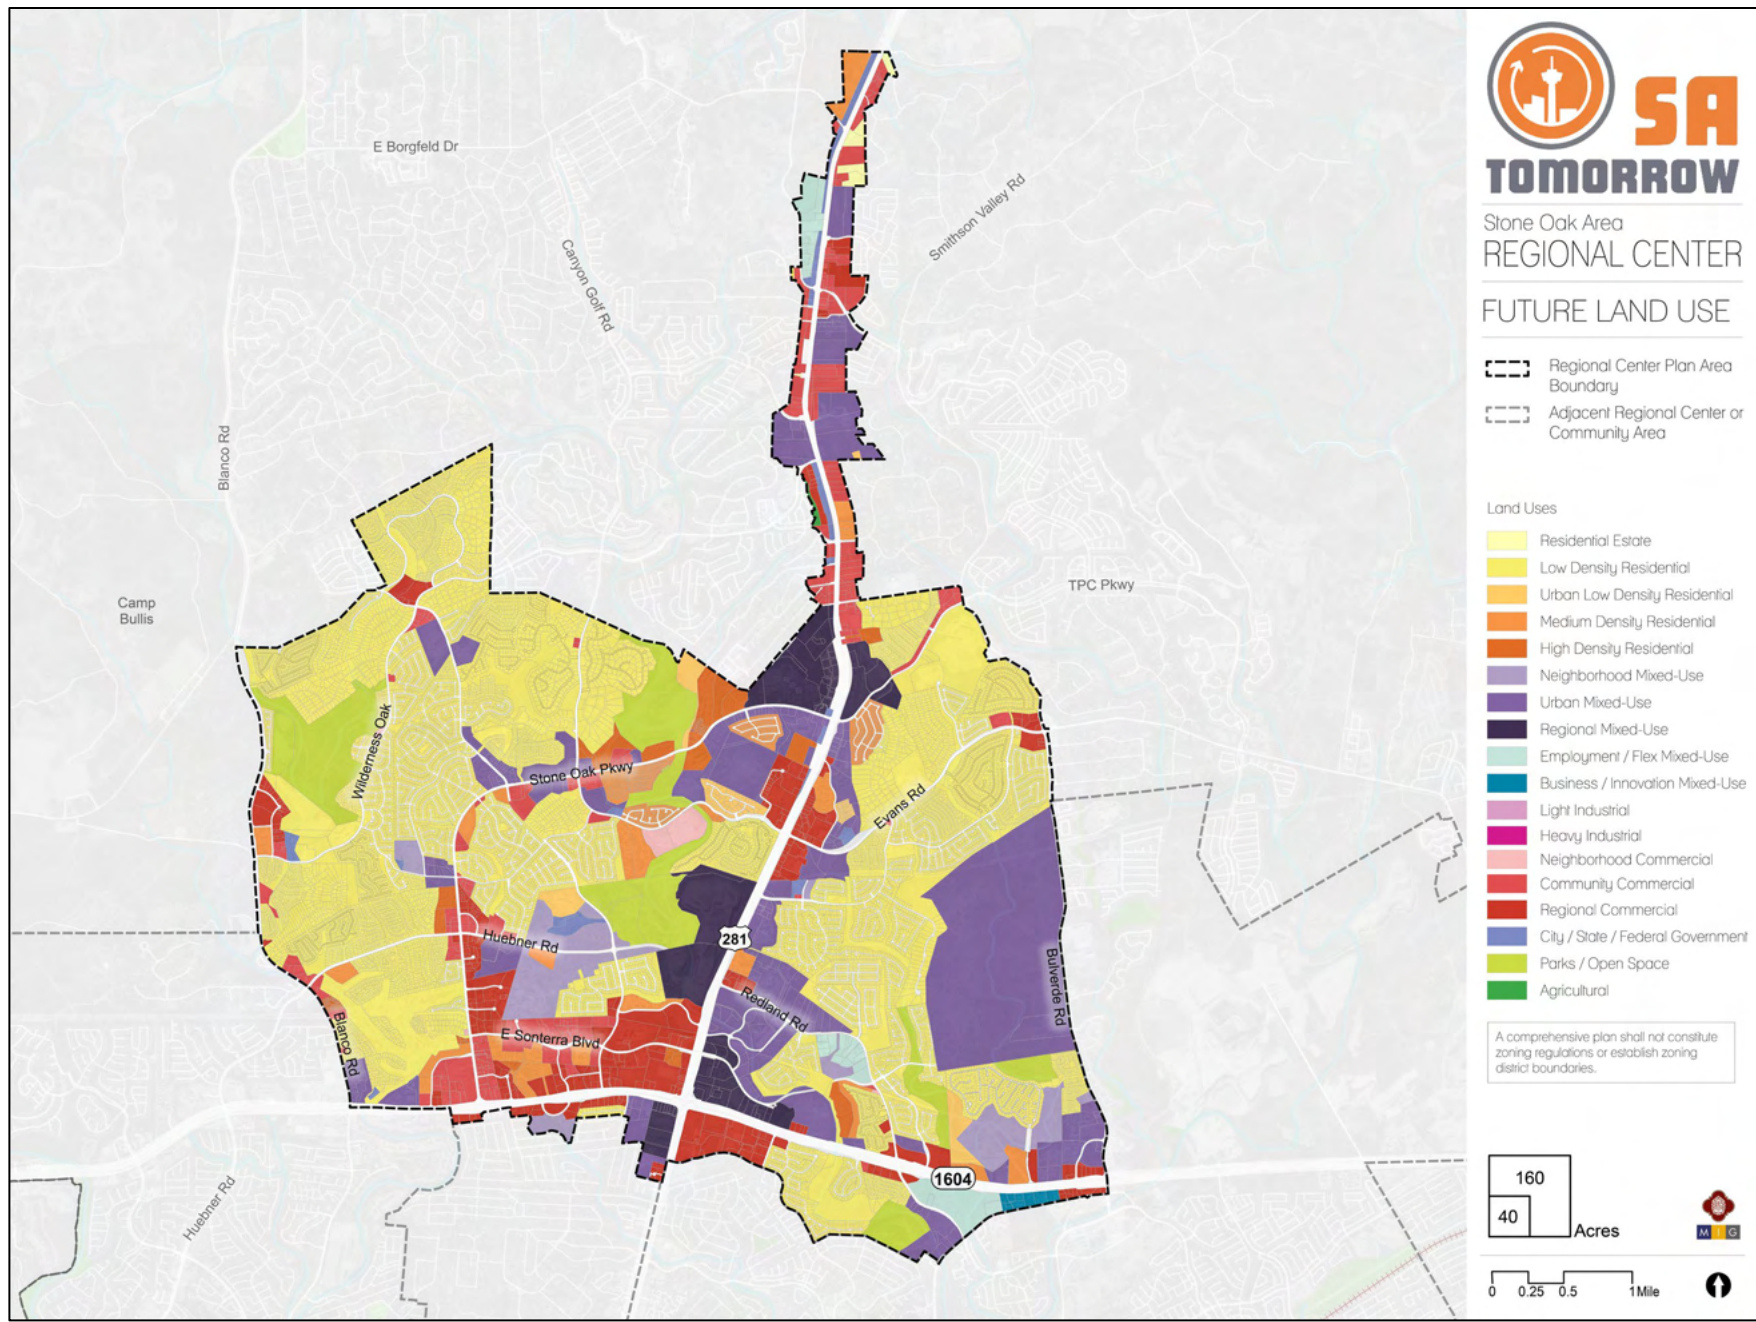 SA
TOMORROW
Stone Oak Area
REGIONAL CENTER
FUTURE LAND USE
Regional Center Plan Area
Boundary
Adjacent Regional Center or
Community Area
Land Uses
Residential Estate
Low Density Residential
Urban Low Density Residential
Medium Density Residential
High Density Residential
Neighborhood Mixed-Use
Urban Mixed-Use
Regional Mixed-Use
Employment / Flex Mixed-Use
Business / Innovation Mixed-Use
Light Industrial
Heavy Industrial
Neighborhood Commercial
Community Commercial
Regional Commercial
City / State / Federal Government
Parks / Open Space
Agricultural
A comprehensive plan shall not constitute
zoning regulations or establish zoning
district boundaries.
160
40
Acres
M I G
0 0.25 0.5 1 Mile
E Borgfeld Dr
Smithson Valley Rd
Canyon Golf Rd
Blanco Rd
TPC Pkwy
Camp
Bullis
Wilderness Oak
Stone Oak Pkwy
Evans Rd
Huebner Rd
281
Bulverde Rd
Redland Rd
E Sonterra Blvd
Blanco Rd
1604
Huebner Rd